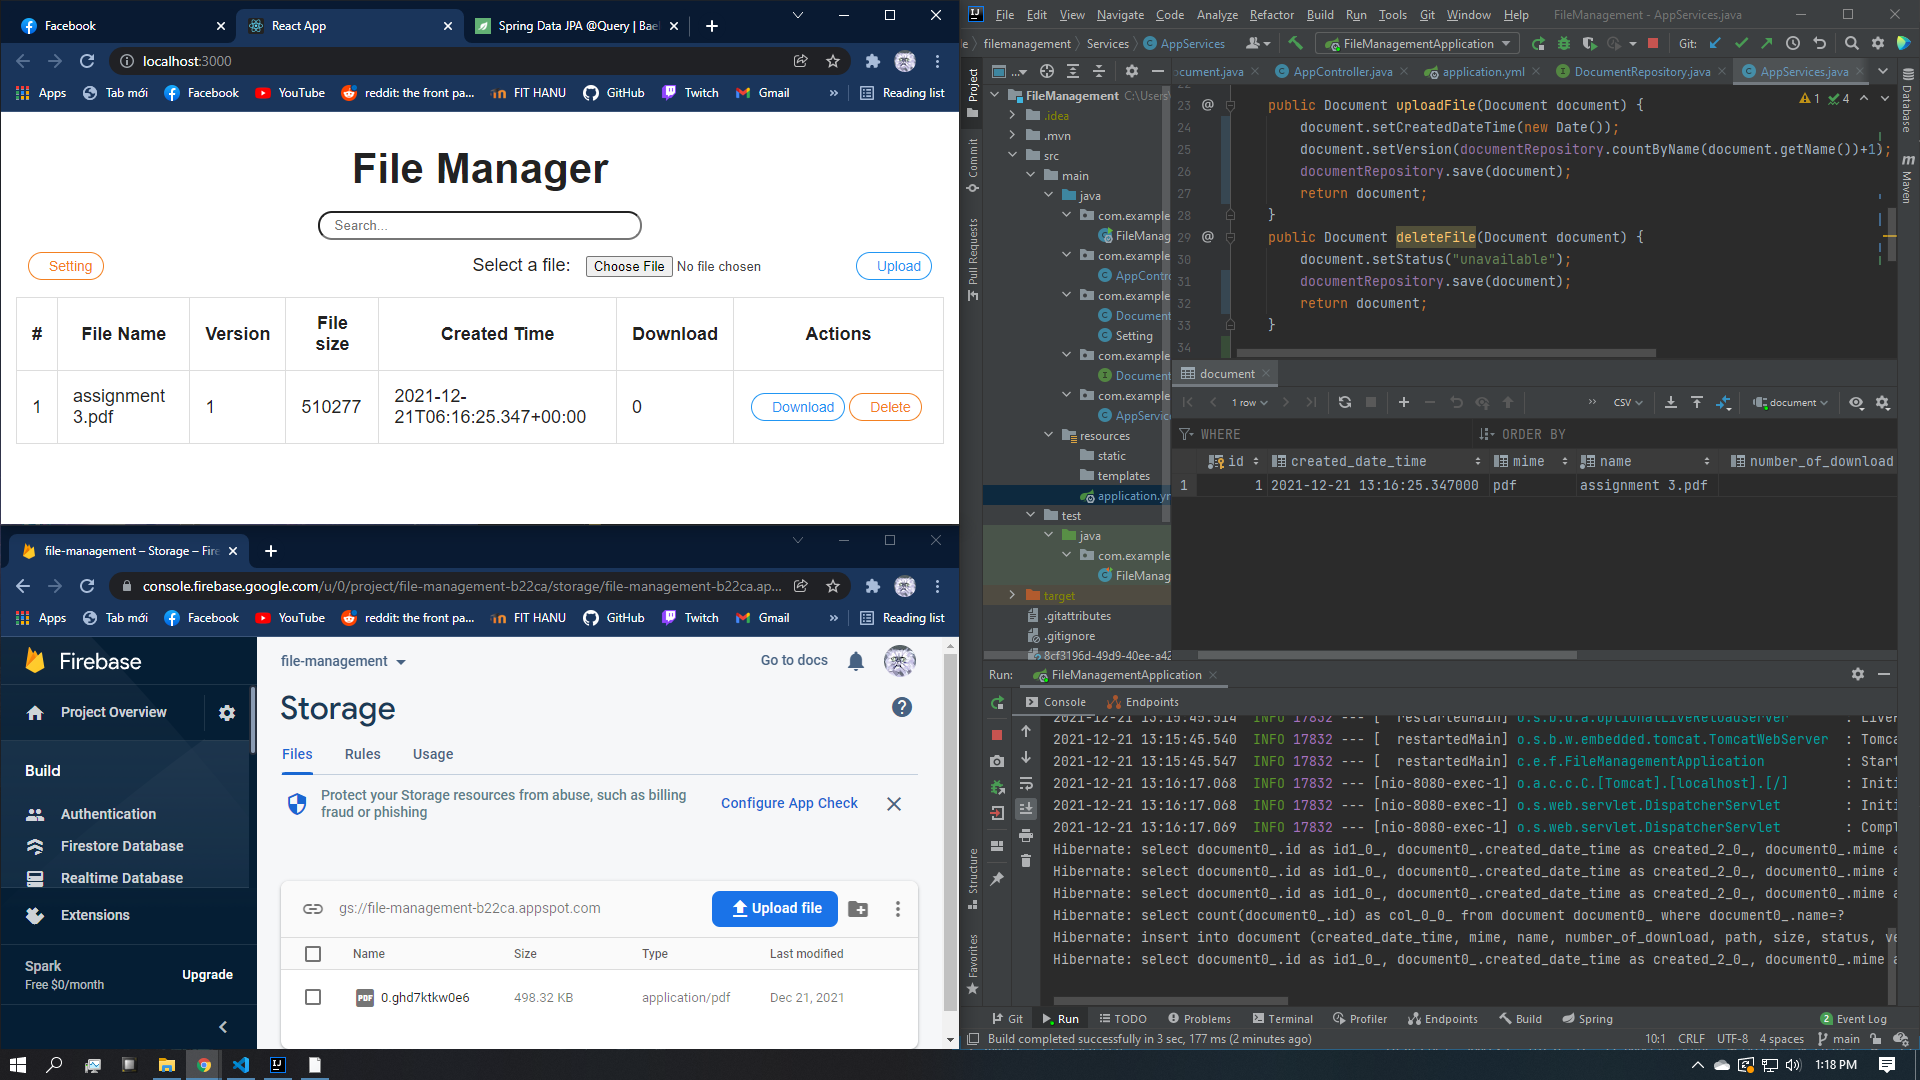 Facebook
React App
Spring Data JPA @Query | Bae
localhost:3000
Apps
Tab mới
Facebook
YouTube
reddit: the front pa...
FIT HANU
GitHub
Twitch
Gmail
»
Reading list
File Manager
Search...
Setting
Select a file: Choose File No file chosen
Upload
# File Name Version File size Created Time Download Actions
1 assignment 3.pdf 1 510277 2021-12-21T06:16:25.347+00:00 0 Download Delete
file-management – Storage – Fire
console.firebase.google.com/u/0/project/file-management-b22ca/storage/file-management-b22ca.ap...
Apps
Tab mới
Facebook
YouTube
reddit: the front pa...
FIT HANU
GitHub
Twitch
Gmail
»
Reading list
Firebase
Project Overview
Build
Authentication
Firestore Database
Realtime Database
Extensions
Spark
Free $0/month
Upgrade
file-management
Go to docs
Storage
Files Rules Usage
Protect your Storage resources from abuse, such as billing
fraud or phishing
Configure App Check
gs://file-management-b22ca.appspot.com
Upload file
Name Size Type Last modified
PDF 0.ghd7ktkw0e6 498.32 KB application/pdf Dec 21, 2021
File Edit View Navigate Code Analyze Refactor Build Run Tools Git Window Help FileManagement - AppServices.java
filemanagement Services AppServices
FileManagementApplication
Git:
Project
Commit
Pull Requests
Structure
Favorites
Database
Maven
FileManagement C:\Users\
.idea
.mvn
src
main
java
com.example
FileManag
com.example
AppContro
com.example
Document
Setting
com.example
Document
com.example
AppService
resources
static
templates
application.yr
test
java
com.example
FileManag
target
.gitattributes
.gitignore
8cf3196d-49d9-40ee-a42
ocument.java
AppController.java
application.yml
DocumentRepository.java
AppServices.java
1 4
22
23 @ public Document uploadFile(Document document) {
24 document.setCreatedDateTime(new Date());
25 document.setVersion(documentRepository.countByName(document.getName())+1);
26 documentRepository.save(document);
27 return document;
28 }
29 @ public Document deleteFile(Document document) {
30 document.setStatus("unavailable");
31 documentRepository.save(document);
32 return document;
33 }
34
document
1 row
»
CSV
document
WHERE ORDER BY
id created_date_time mime name number_of_download
1 1 2021-12-21 13:16:25.347000 pdf assignment 3.pdf
Run: FileManagementApplication
Console Endpoints
2021-12-21 13:15:45.514 INFO 17832 --- [ restartedMain] o.s.b.d.a.OptionalLiveReloadServer : Liver
2021-12-21 13:15:45.540 INFO 17832 --- [ restartedMain] o.s.b.w.embedded.tomcat.TomcatWebServer : Tomca
2021-12-21 13:15:45.547 INFO 17832 --- [ restartedMain] c.e.f.FileManagementApplication : Start
2021-12-21 13:16:17.068 INFO 17832 --- [nio-8080-exec-1] o.a.c.c.C.[Tomcat].[localhost].[/] : Initi
2021-12-21 13:16:17.068 INFO 17832 --- [nio-8080-exec-1] o.s.web.servlet.DispatcherServlet : Initi
2021-12-21 13:16:17.069 INFO 17832 --- [nio-8080-exec-1] o.s.web.servlet.DispatcherServlet : Compl
Hibernate: select document0_.id as id1_0_, document0_.created_date_time as created_2_0_, document0_.mime a
Hibernate: select document0_.id as id1_0_, document0_.created_date_time as created_2_0_, document0_.mime a
Hibernate: select document0_.id as id1_0_, document0_.created_date_time as created_2_0_, document0_.mime a
Hibernate: select count(document0_.id) as col_0_0_ from document document0_ where document0_.name=?
Hibernate: insert into document (created_date_time, mime, name, number_of_download, path, size, status, ve
Hibernate: select document0_.id as id1_0_, document0_.created_date_time as created_2_0_, document0_.mime a
Git Run TODO Problems Terminal Profiler Endpoints Build Spring 2 Event Log
Build completed successfully in 3 sec, 177 ms (2 minutes ago) 10:1 CRLF UTF-8 4 spaces main
1:18 PM